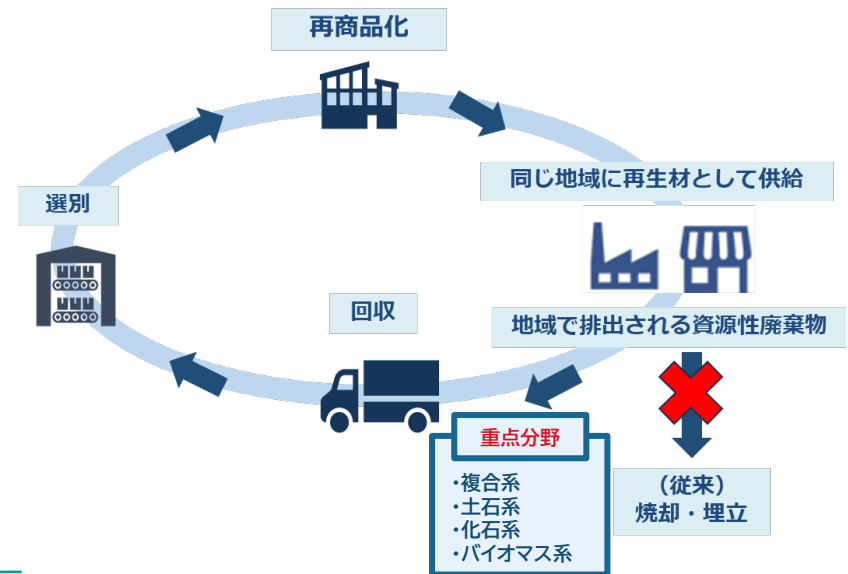 再商品化
同じ地域に再生材として供給
選別
回収
地域で排出される資源性廃棄物
重点分野
・複合系
・土石系
・化石系
・バイオマス系
（従来）
焼却・埋立